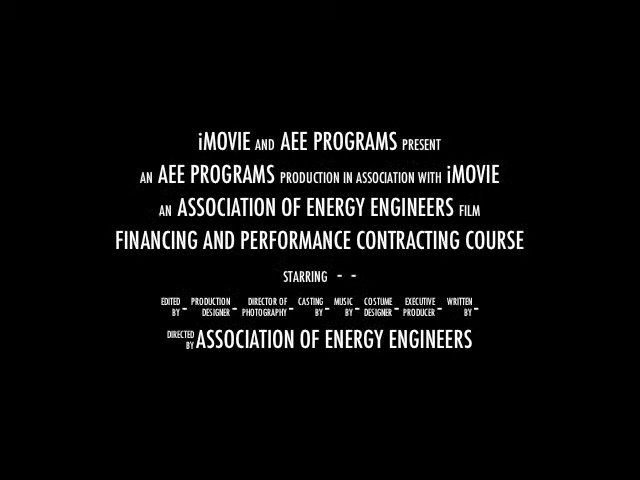 iMOVIE AND AEE PROGRAMS PRESENT
AN AEE PROGRAMS PRODUCTION IN ASSOCIATION WITH iMOVIE
AN ASSOCIATION OF ENERGY ENGINEERS FILM
FINANCING AND PERFORMANCE CONTRACTING COURSE
STARRING - -
EDITED BY - PRODUCTION DESIGNER - DIRECTOR OF PHOTOGRAPHY - CASTING BY - MUSIC BY - COSTUME DESIGNER - EXECUTIVE PRODUCER - WRITTEN BY -
DIRECTED BY ASSOCIATION OF ENERGY ENGINEERS